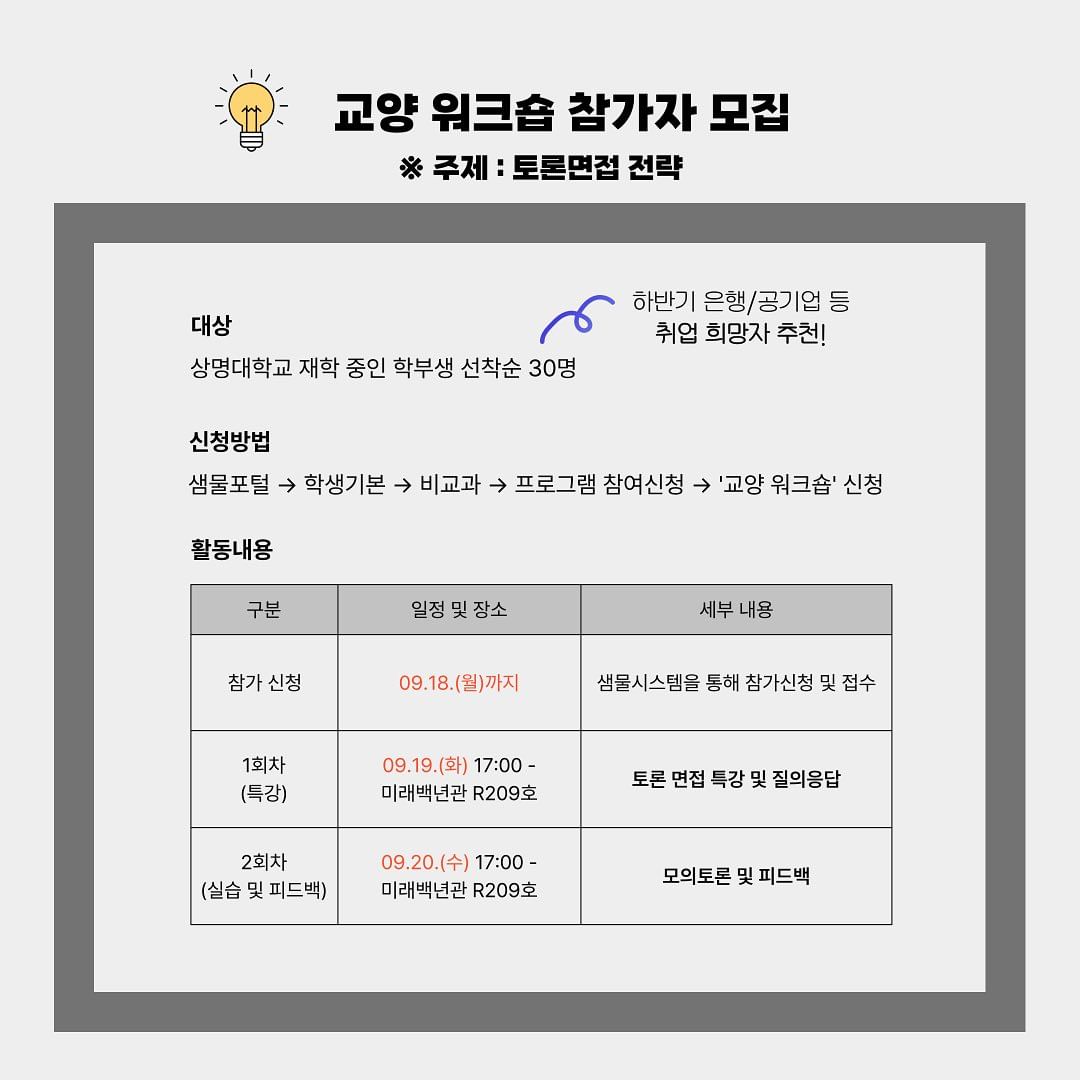 교양 워크숍 참가자 모집
※ 주제 : 토론면접 전략
하반기 은행/공기업 등
취업 희망자 추천!
대상
상명대학교 재학 중인 학부생 선착순 30명
신청방법
샘물포털 → 학생기본 → 비교과 → 프로그램 참여신청 → '교양 워크숍' 신청
활동내용
구분 일정 및 장소 세부 내용
참가 신청 09.18.(월)까지 샘물시스템을 통해 참가신청 및 접수
1회차
(특강)
09.19.(화) 17:00 -
미래백년관 R209호
토론 면접 특강 및 질의응답
2회차
(실습 및 피드백)
09.20.(수) 17:00 -
미래백년관 R209호
모의토론 및 피드백